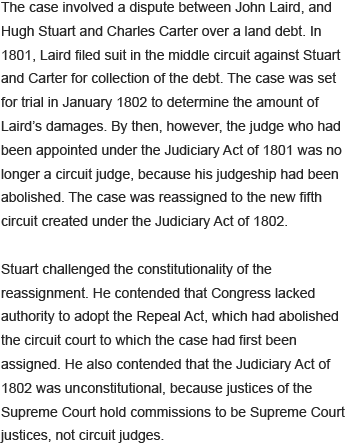 The case involved a dispute between John Laird, and
Hugh Stuart and Charles Carter over a land debt. In
1801, Laird filed suit in the middle circuit against Stuart
and Carter for collection of the debt. The case was set
for trial in January 1802 to determine the amount of
Laird's damages. By then, however, the judge who had
been appointed under the Judiciary Act of 1801 was no
longer a circuit judge, because his judgeship had been
abolished. The case was reassigned to the new fifth
circuit created under the Judiciary Act of 1802.

Stuart challenged the constitutionality of the
reassignment. He contended that Congress lacked
authority to adopt the Repeal Act, which had abolished
the circuit court to which the case had first been
assigned. He also contended that the Judiciary Act of
1802 was unconstitutional, because justices of the
Supreme Court hold commissions to be Supreme Court
justices, not circuit judges.